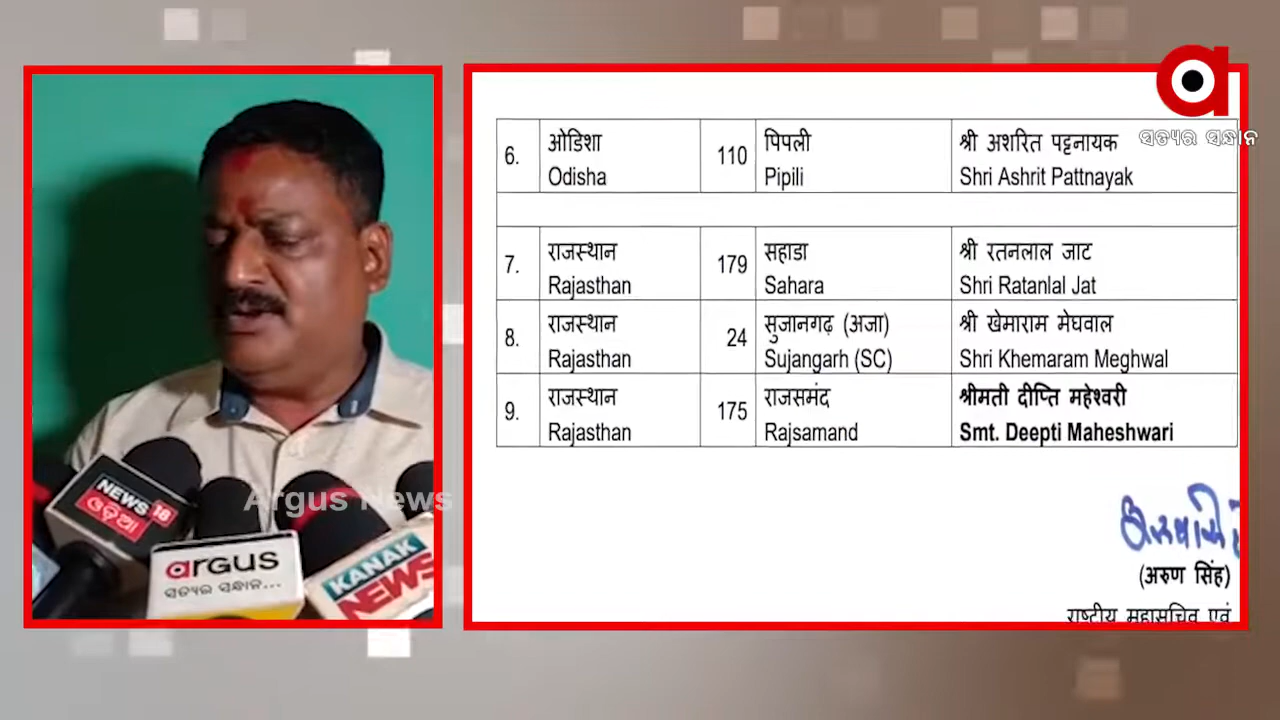 ସତ୍ୟର ସନ୍ଧାନ
6. ओडिशा 110 पिपली श्री अशरित पट्टनायक
Odisha Pipili Shri Ashrit Pattnayak
7. राजस्थान 179 सहाडा श्री रतनलाल जाट
Rajasthan Sahara Shri Ratanlal Jat
8. राजस्थान 24 सुजानगढ़ (अजा) श्री खेमाराम मेघवाल
Rajasthan Sujangarh (SC) Shri Khemaram Meghwal
9. राजस्थान 175 राजसमंद श्रीमती दीप्ति महेश्वरी
Rajasthan Rajsamand Smt. Deepti Maheshwari
(अरुण सिंह)
राष्ट्रीय महासचिव एवं
Argus News
NEWS 18
ଓଡ଼ିଆ
argus
ସତ୍ୟର ସନ୍ଧାନ...
KANAK
NEWS